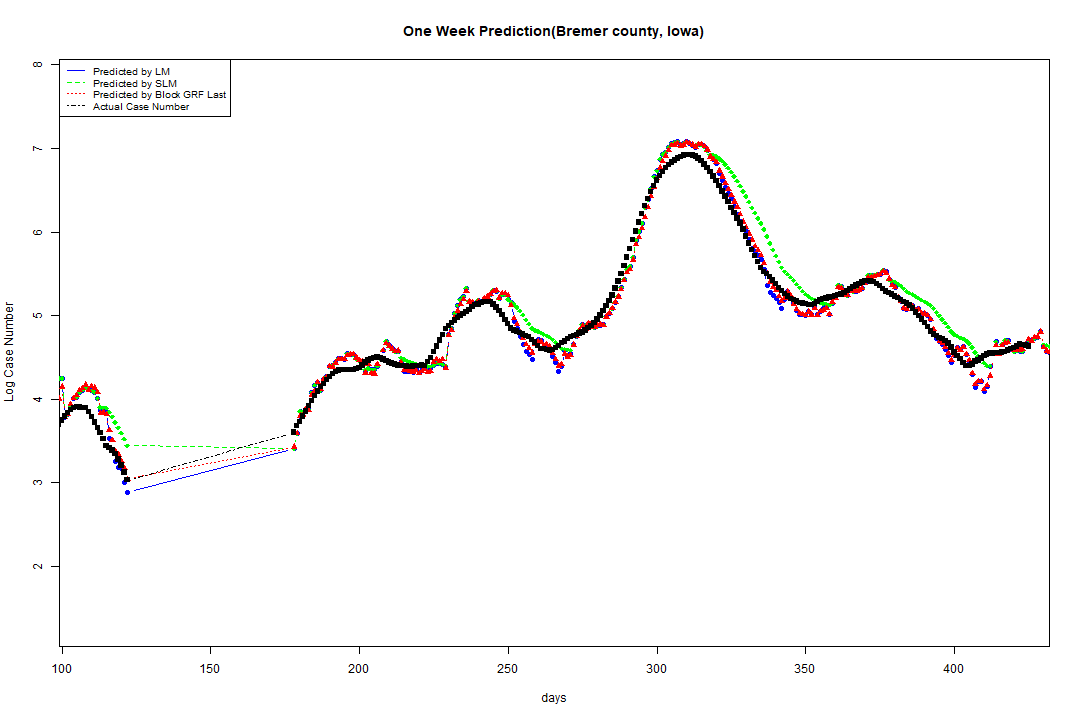 One Week Prediction(Bremer county, Iowa)
Predicted by LM
Predicted by SLM
Predicted by Block GRF Last
Actual Case Number
Log Case Number
8
7
6
5
4
3
2
100 150 200 250 300 350 400
days